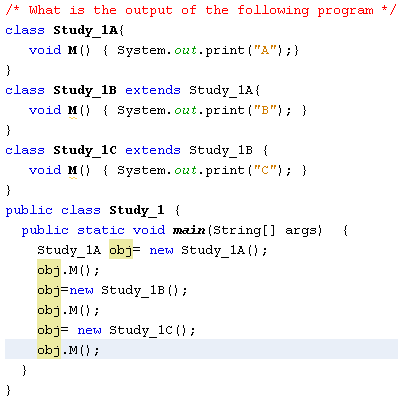 /* What is the output of the following program */
class Study_1A{
   void M() { System.out.print("A");}
}
class Study_1B extends Study_1A{
   void M() { System.out.print("B"); }
}
class Study_1C extends Study_1B {
   void M() { System.out.print("C"); }
}
public class Study_1 {
  public static void main(String[] args)  {
    Study_1A obj= new Study_1A();
    obj.M();
    obj=new Study_1B();
    obj.M();
    obj= new Study_1C();
    obj.M();
  }
}